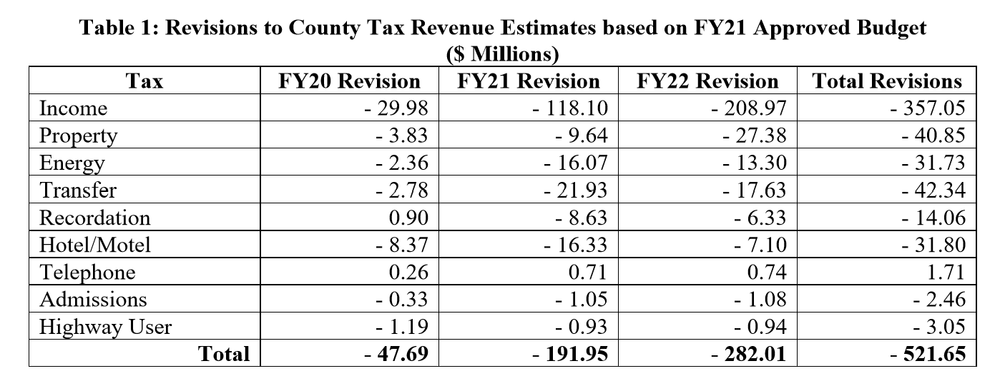 Table 1: Revisions to County Tax Revenue Estimates based on FY21 Approved Budget
($ Millions)
Tax FY20 Revision FY21 Revision FY22 Revision Total Revisions
Income - 29.98 - 118.10 - 208.97 - 357.05
Property - 3.83 - 9.64 - 27.38 - 40.85
Energy - 2.36 - 16.07 - 13.30 - 31.73
Transfer - 2.78 - 21.93 - 17.63 - 42.34
Recordation 0.90 - 8.63 - 6.33 - 14.06
Hotel/Motel - 8.37 - 16.33 - 7.10 - 31.80
Telephone 0.26 0.71 0.74 1.71
Admissions - 0.33 - 1.05 - 1.08 - 2.46
Highway User - 1.19 - 0.93 - 0.94 - 3.05
Total - 47.69 - 191.95 - 282.01 - 521.65